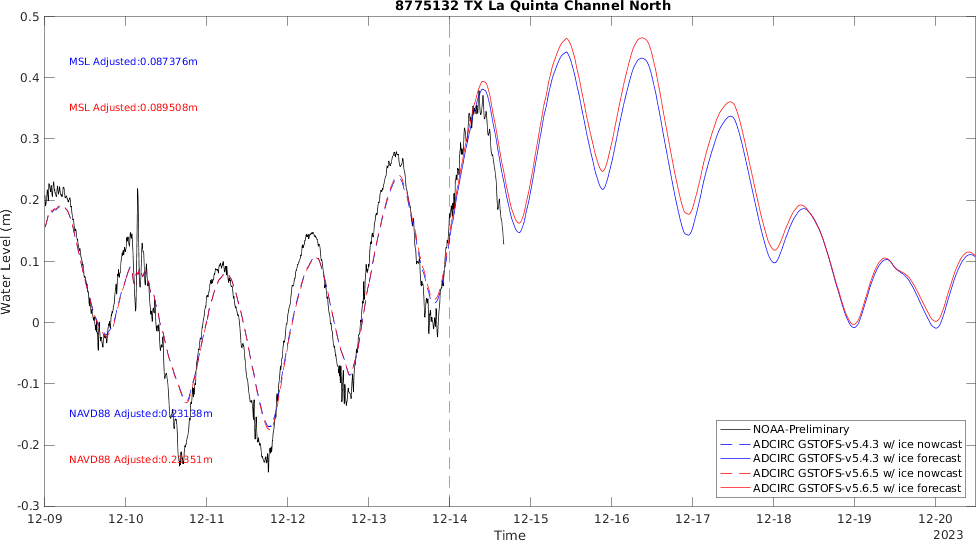 8775132 TX La Quinta Channel North
0.5
0.4
0.3
0.2
0.1
0
-0.1
-0.2
-0.3
Water Level (m)
MSL Adjusted:0.087376m
MSL Adjusted:0.089508m
NAVD88 Adjusted:0.23138m
NAVD88 Adjusted:
NOAA-Preliminary
ADCIRC GSTOFS-v5.4.3 w/ ice nowcast
ADCIRC GSTOFS-v5.4.3 w/ ice forecast
ADCIRC GSTOFS-v5.6.5 w/ ice nowcast
ADCIRC GSTOFS-v5.6.5 w/ ice forecast
12-09 12-10 12-11 12-12 12-13 12-14 12-15 12-16 12-17 12-18 12-19 12-20
Time
2023